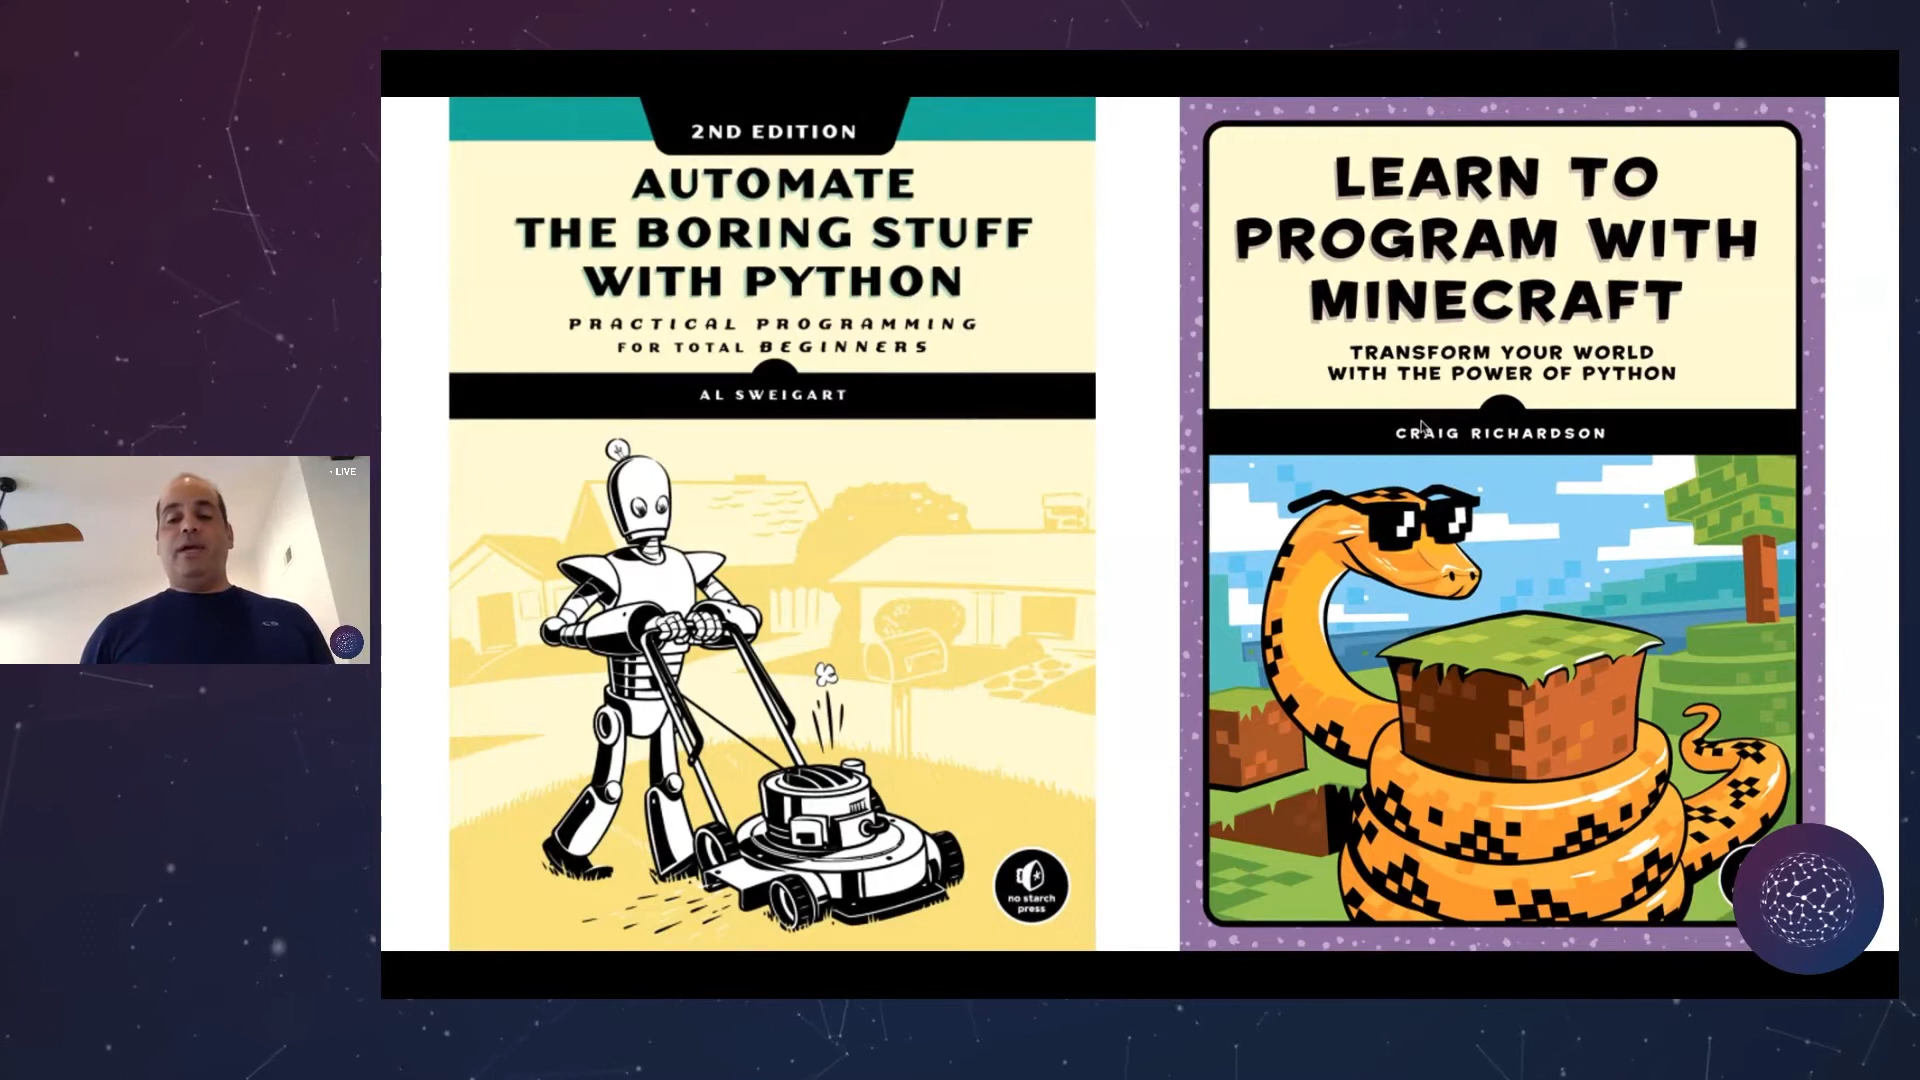 LIVE
2ND EDITION
AUTOMATE
THE BORING STUFF
WITH PYTHON
PRACTICAL PROGRAMMING
FOR TOTAL BEGINNERS
AL SWEIGART
no starch
press
LEARN TO
PROGRAM WITH
MINECRAFT
TRANSFORM YOUR WORLD
WITH THE POWER OF PYTHON
CRAIG RICHARDSON